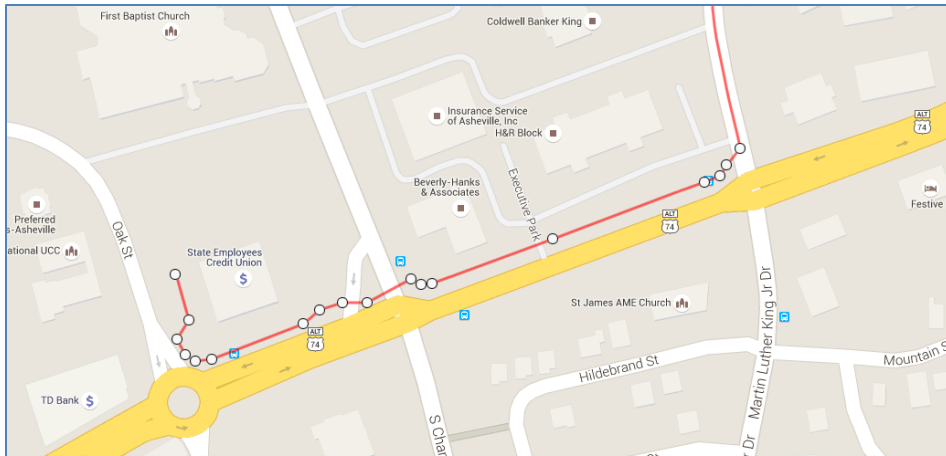 First Baptist Church
Coldwell Banker King
ALT
74
Insurance Service
of Asheville, Inc
H&R Block
Executive Park
Beverly-Hanks
& Associates
Festive
Preferred
s-Asheville
ational UCC
Oak St
State Employees
Credit Union
$
ALT
74
St James AME Church
Martin Luther King Jr Dr
ALT
74
Hildebrand St
Mountain S
TD Bank
$
S Char
r Dr